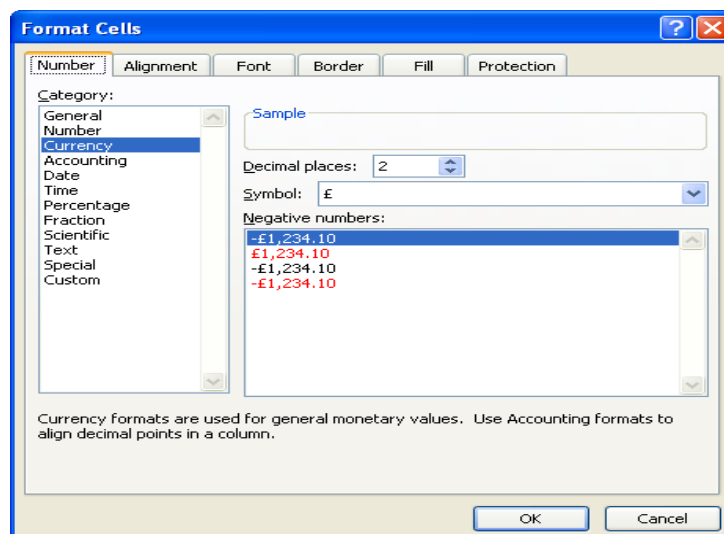 Format Cells
Number Alignment Font Border Fill Protection
Category:
General
Number
Currency
Accounting
Date
Time
Percentage
Fraction
Scientific
Text
Special
Custom
Sample
Decimal places: 2
Symbol: £
Negative numbers:
-£1,234.10
£1,234.10
-£1,234.10
-£1,234.10
Currency formats are used for general monetary values. Use Accounting formats to
align decimal points in a column.
OK Cancel